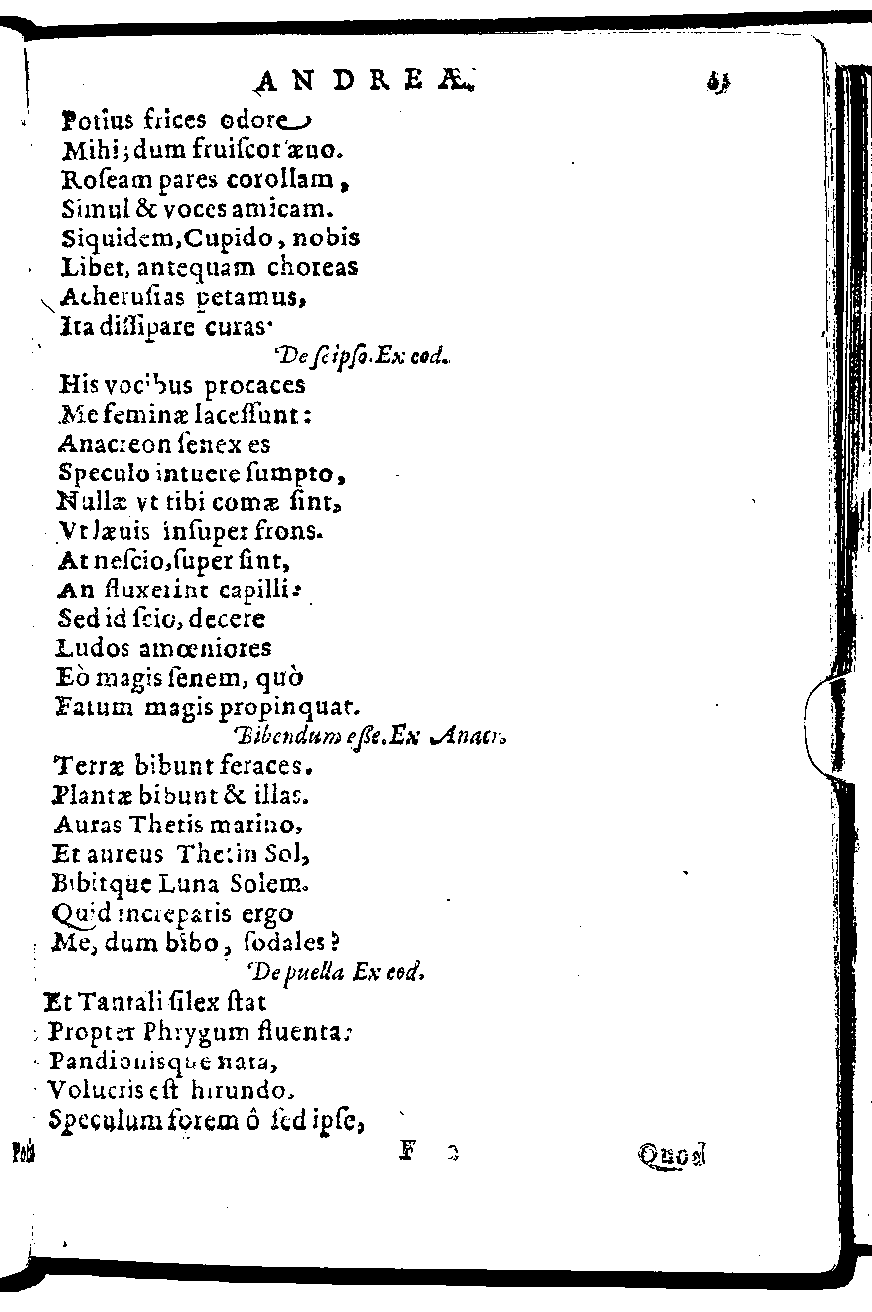 ANDREÆ.
Potius frices odore
Mihi; dum fruiscor æuo.
Roſeam pares corollam,
Simul & voces amicam.
Siquidem, Cupido, nobis
Libet, antequam choreas
Acheruſias petamus,
Ita diſſipare curas.
De ſeipſo. Ex eod.
His vocibus procaces
Me feminæ laceſſunt:
Anacreon ſenex es
Speculo intuere ſumpto,
Nullæ vt tibi comæ ſint,
Vt læuis inſuper frons.
At neſcio, ſuper ſint,
An fluxerint capilli:
Sed id ſcio, decere
Ludos amœniores
Eò magis ſenem, quò
Fatum magis propinquat.
Bibendum eſſe. Ex Anacr.
Terræ bibunt feraces.
Plantæ bibunt & illas.
Auras Thetis marino,
Et aureus Thetin Sol,
Bibitque Luna Solem.
Quid increpatis ergo
Me, dum bibo, ſodales?
De puella Ex eod.
Et Tantali ſilex ſtat
Propter Phrygum fluenta:
Pandionisque nata,
Volucris eſt hirundo.
Speculum forem ô ſed ipſe,
F
Quod